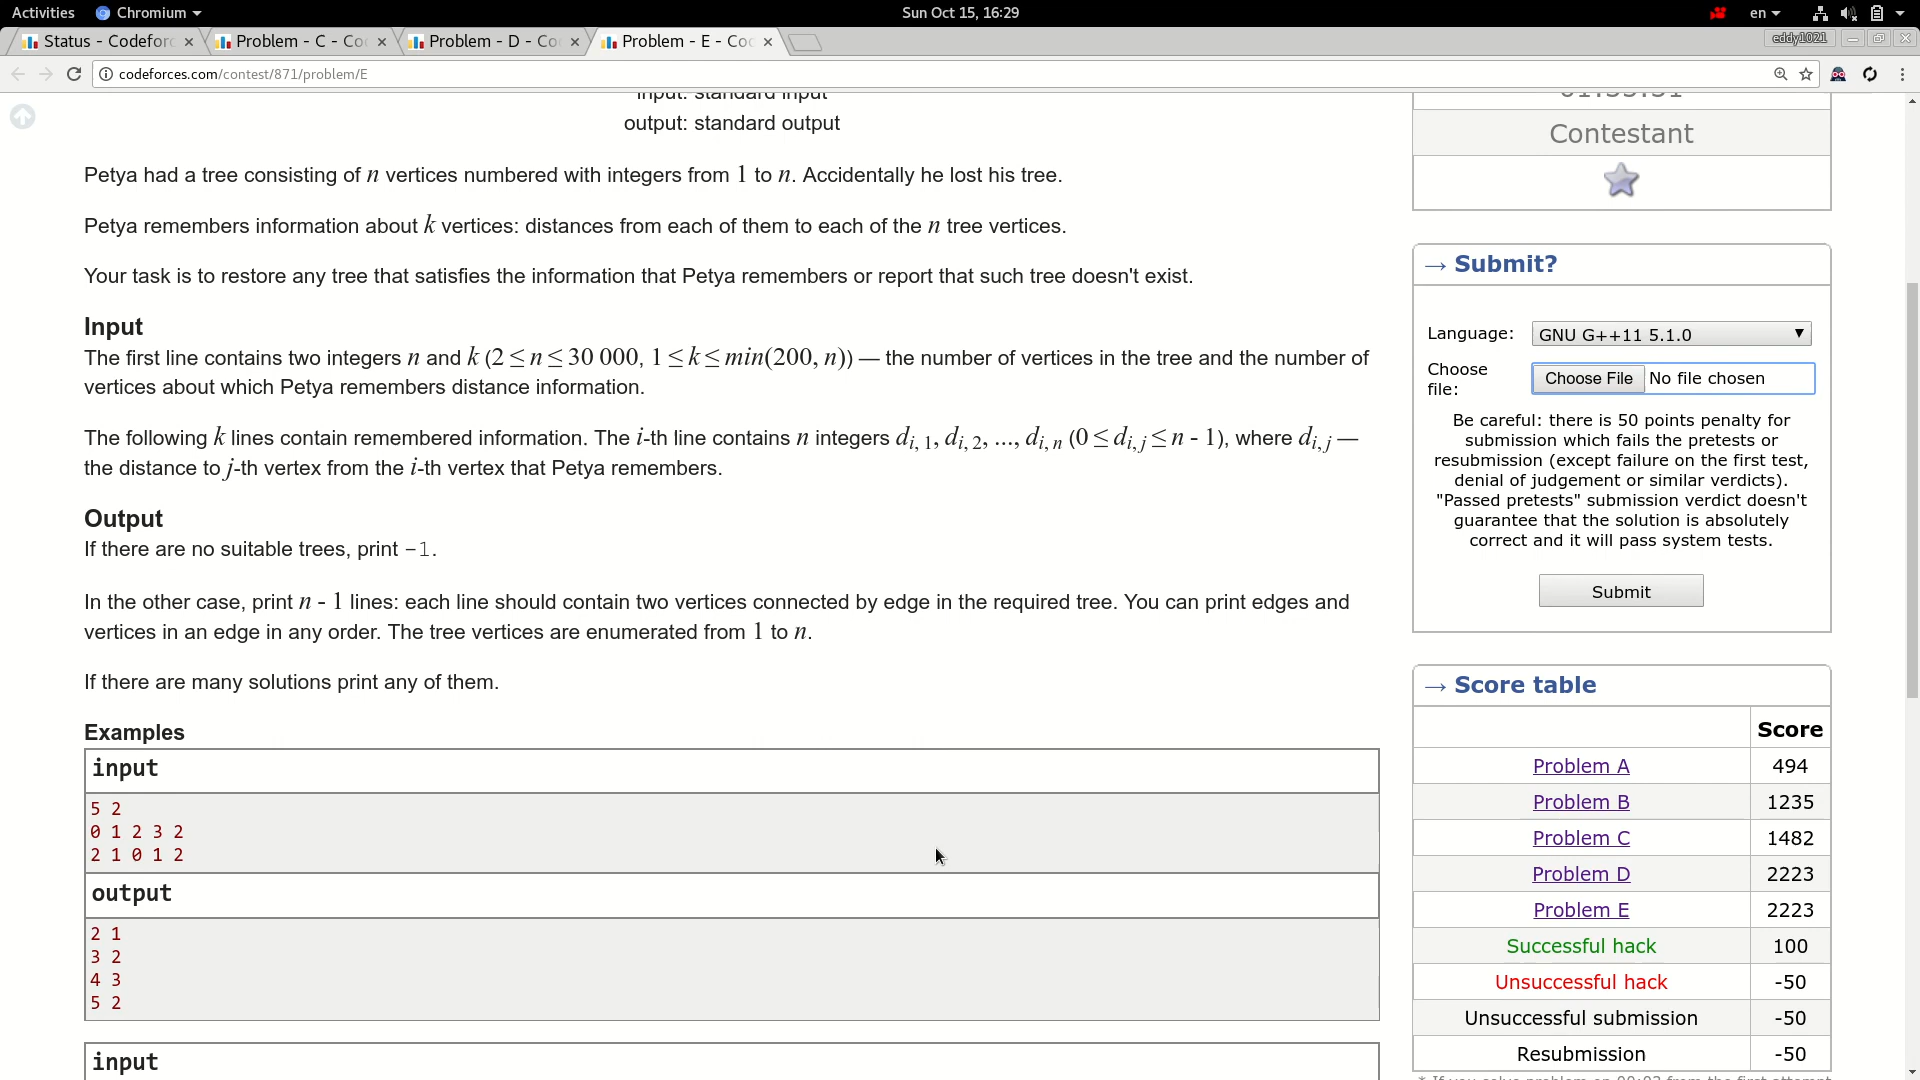 Activities Chromium Sun Oct 15, 16:29 en
Status - Codeforc Problem - C - Co Problem - D - Co Problem - E - Co eddy1021
codeforces.com/contest/871/problem/E
input: standard input
output: standard output
Petya had a tree consisting of n vertices numbered with integers from 1 to n. Accidentally he lost his tree.
Petya remembers information about k vertices: distances from each of them to each of the n tree vertices.
Your task is to restore any tree that satisfies the information that Petya remembers or report that such tree doesn't exist.
Input
The first line contains two integers n and k (2 ≤ n ≤ 30 000, 1 ≤ k ≤ min(200, n)) — the number of vertices in the tree and the number of
vertices about which Petya remembers distance information.
The following k lines contain remembered information. The i-th line contains n integers d_{i, 1}, d_{i, 2}, ..., d_{i, n} (0 ≤ d_{i, j} ≤ n - 1), where d_{i, j} —
the distance to j-th vertex from the i-th vertex that Petya remembers.
Output
If there are no suitable trees, print -1.
In the other case, print n - 1 lines: each line should contain two vertices connected by edge in the required tree. You can print edges and
vertices in an edge in any order. The tree vertices are enumerated from 1 to n.
If there are many solutions print any of them.
Examples
input
5 2
0 1 2 3 2
2 1 0 1 2
output
2 1
3 2
4 3
5 2
input
Contestant
→ Submit?
Language: GNU G++11 5.1.0
Choose
file: Choose File No file chosen
Be careful: there is 50 points penalty for
submission which fails the pretests or
resubmission (except failure on the first test,
denial of judgement or similar verdicts).
"Passed pretests" submission verdict doesn't
guarantee that the solution is absolutely
correct and it will pass system tests.
Submit
→ Score table
Score
Problem A 494
Problem B 1235
Problem C 1482
Problem D 2223
Problem E 2223
Successful hack 100
Unsuccessful hack -50
Unsuccessful submission -50
Resubmission -50